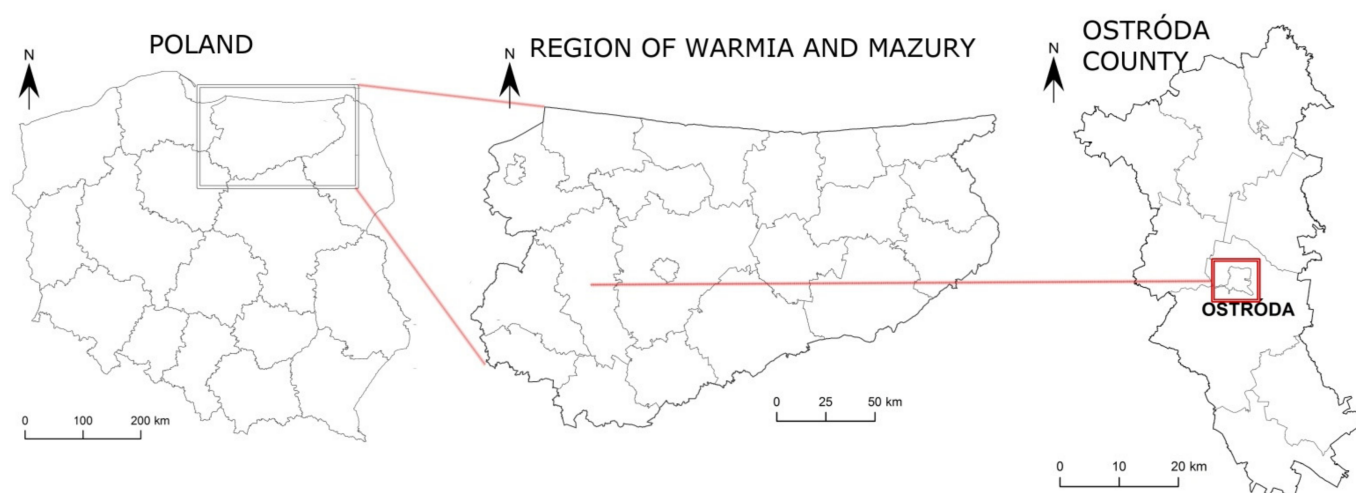 POLAND
N
0 100 200 km
REGION OF WARMIA AND MAZURY
N
0 25 50 km
OSTRÓDA
COUNTY
N
OSTRÓDA
0 10 20 km